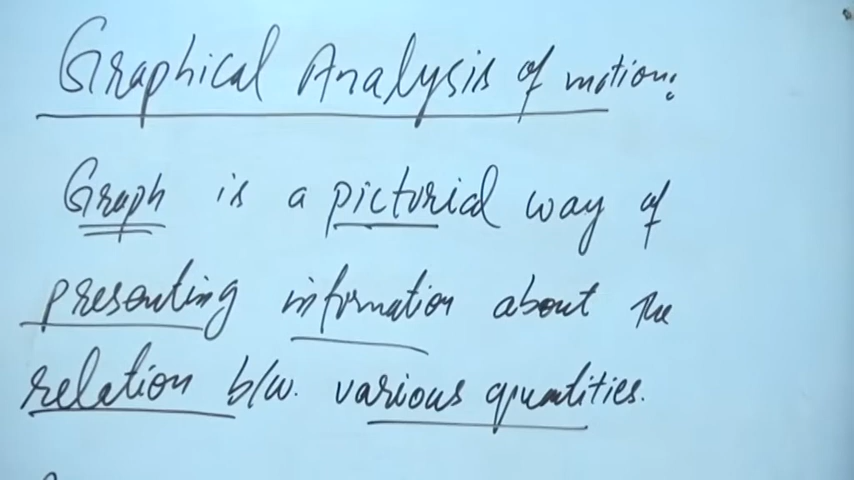 Graphical Analysis of motion:
Graph is a pictorial way of
presenting information about the
relation b/w. various quantities.